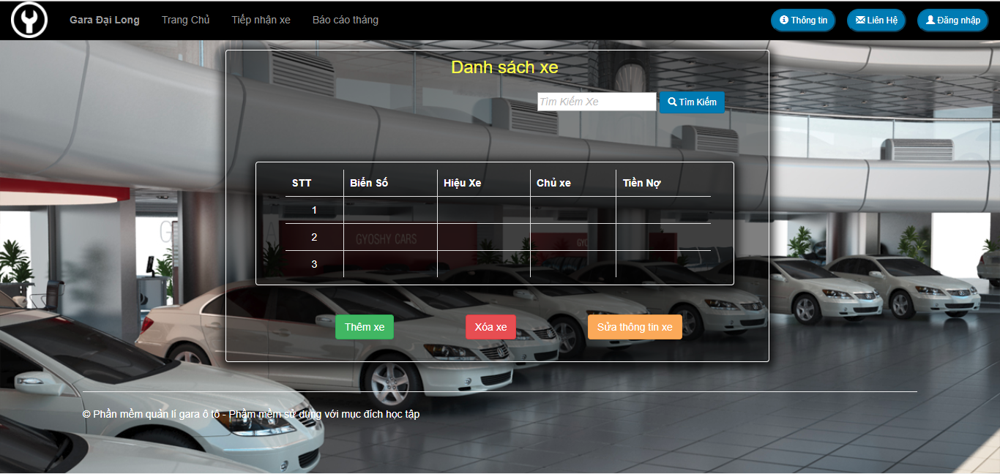 Gara Đại Long Trang Chủ Tiếp nhận xe Báo cáo tháng Thông tin Liên Hệ Đăng nhập
Danh sách xe
Tìm Kiếm Xe Tìm Kiếm
STT Biển Số Hiệu Xe Chủ xe Tiền Nợ
1
2
GYOSHY CARS GYO
3
Thêm xe Xóa xe Sửa thông tin xe
© Phần mềm quản lí gara ô tô - Phầm mềm sử dụng với mục đích học tập